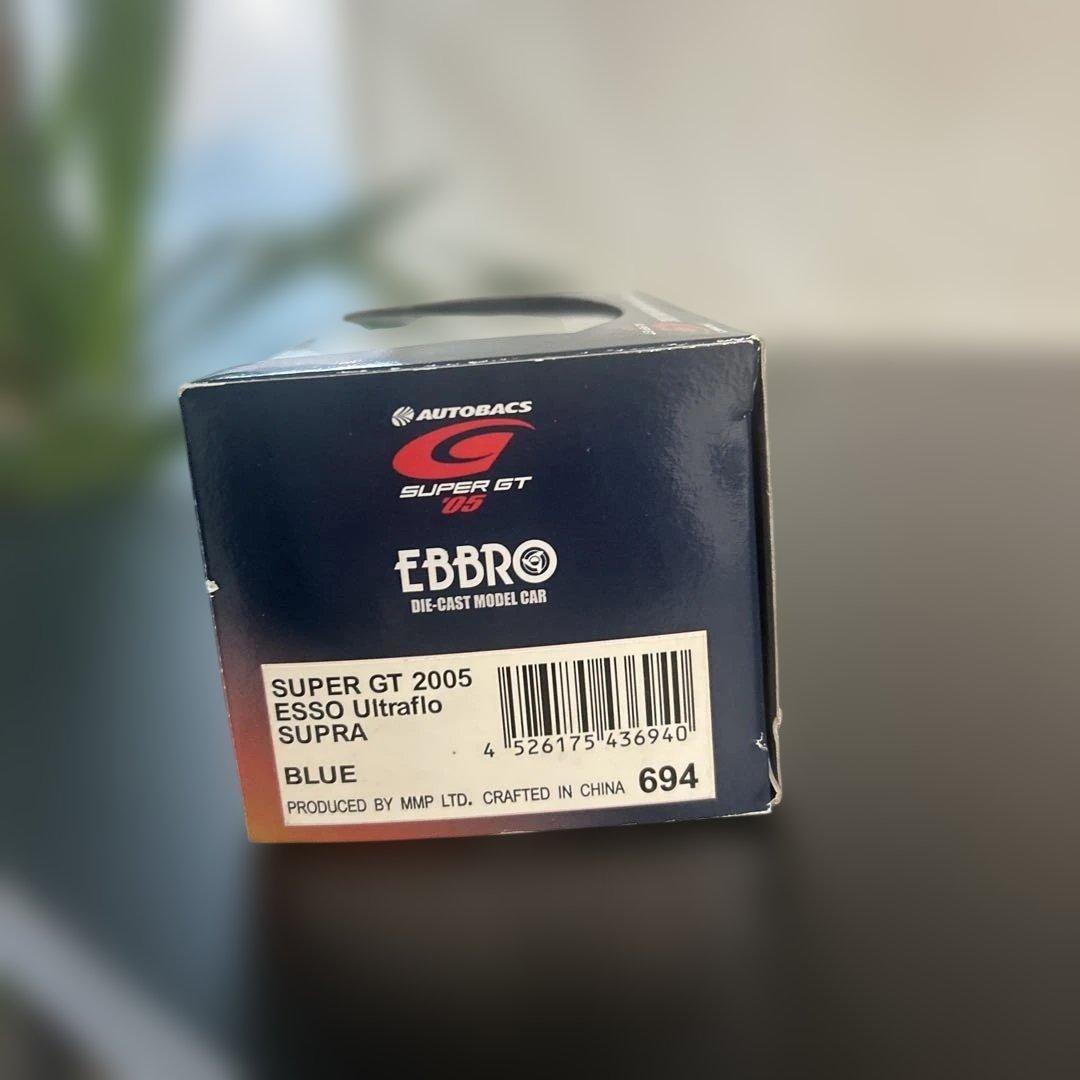 AUTOBACS
SUPER GT
'05
EBBRO
DIE-CAST MODEL CAR
SUPER GT 2005
ESSO Ultraflo
SUPRA
BLUE
4 526175 436940
PRODUCED BY MMP LTD. CRAFTED IN CHINA 694